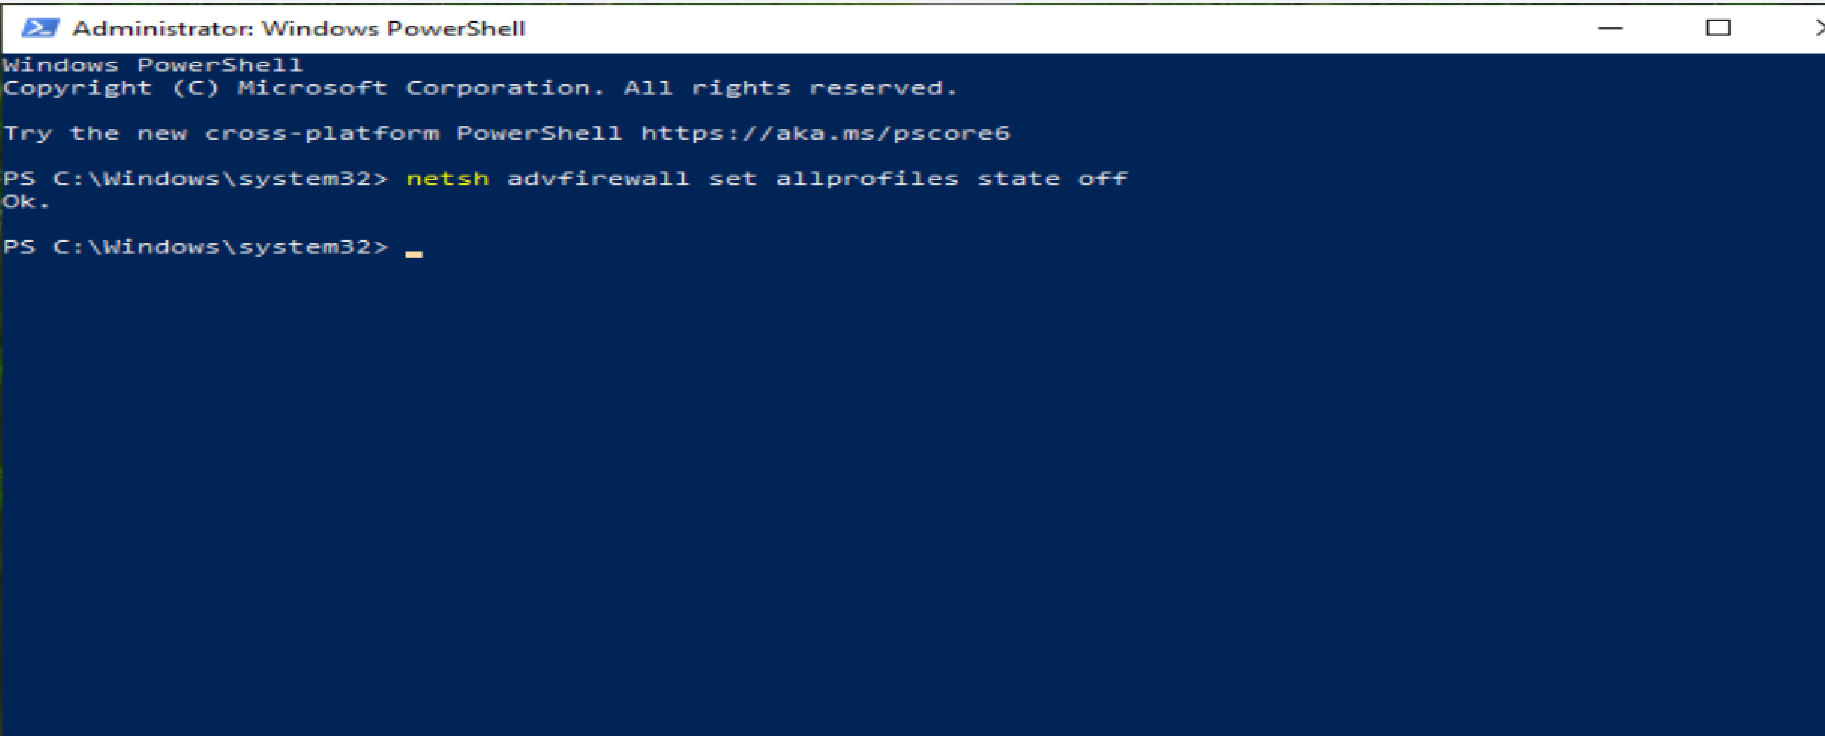 Administrator: Windows PowerShell
Windows PowerShell
Copyright (C) Microsoft Corporation. All rights reserved.
Try the new cross-platform PowerShell https://aka.ms/pscore6
PS C:\Windows\system32> netsh advfirewall set allprofiles state off
Ok.
PS C:\Windows\system32>